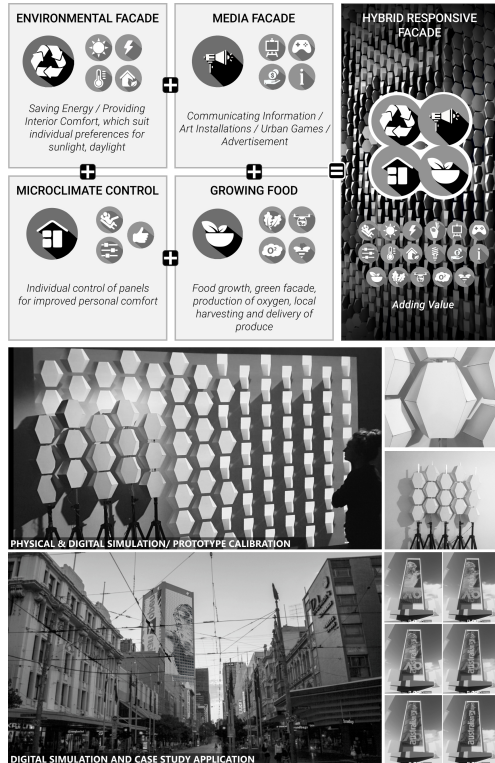 ENVIRONMENTAL FACADE
Saving Energy / Providing
Interior Comfort, which suit
individual preferences for
sunlight, daylight
MEDIA FACADE
Communicating Information /
Art Installations / Urban Games /
Advertisement
HYBRID RESPONSIVE
FACADE
MICROCLIMATE CONTROL
Individual control of panels
for improved personal comfort
GROWING FOOD
Food growth, green facade,
production of oxygen, local
harvesting and delivery of
produce
Adding Value
PHYSICAL & DIGITAL SIMULATION/ PROTOTYPE CALIBRATION
DIGITAL SIMULATION AND CASE STUDY APPLICATION